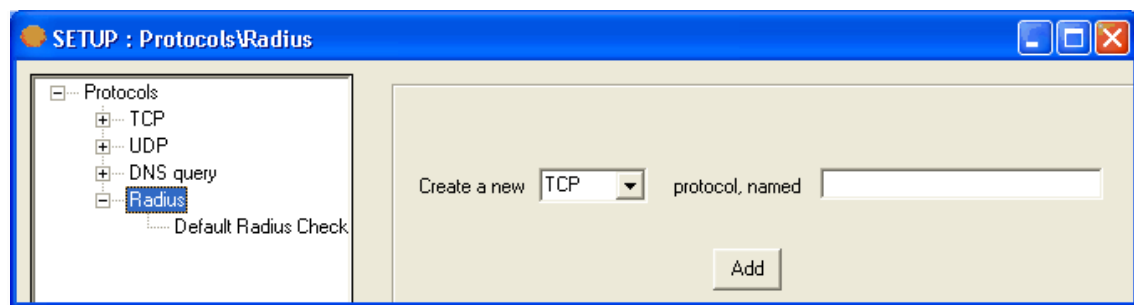 SETUP : Protocols\Radius
Protocols
TCP
UDP
DNS query
Radius
Default Radius Check
Create a new TCP protocol, named
Add